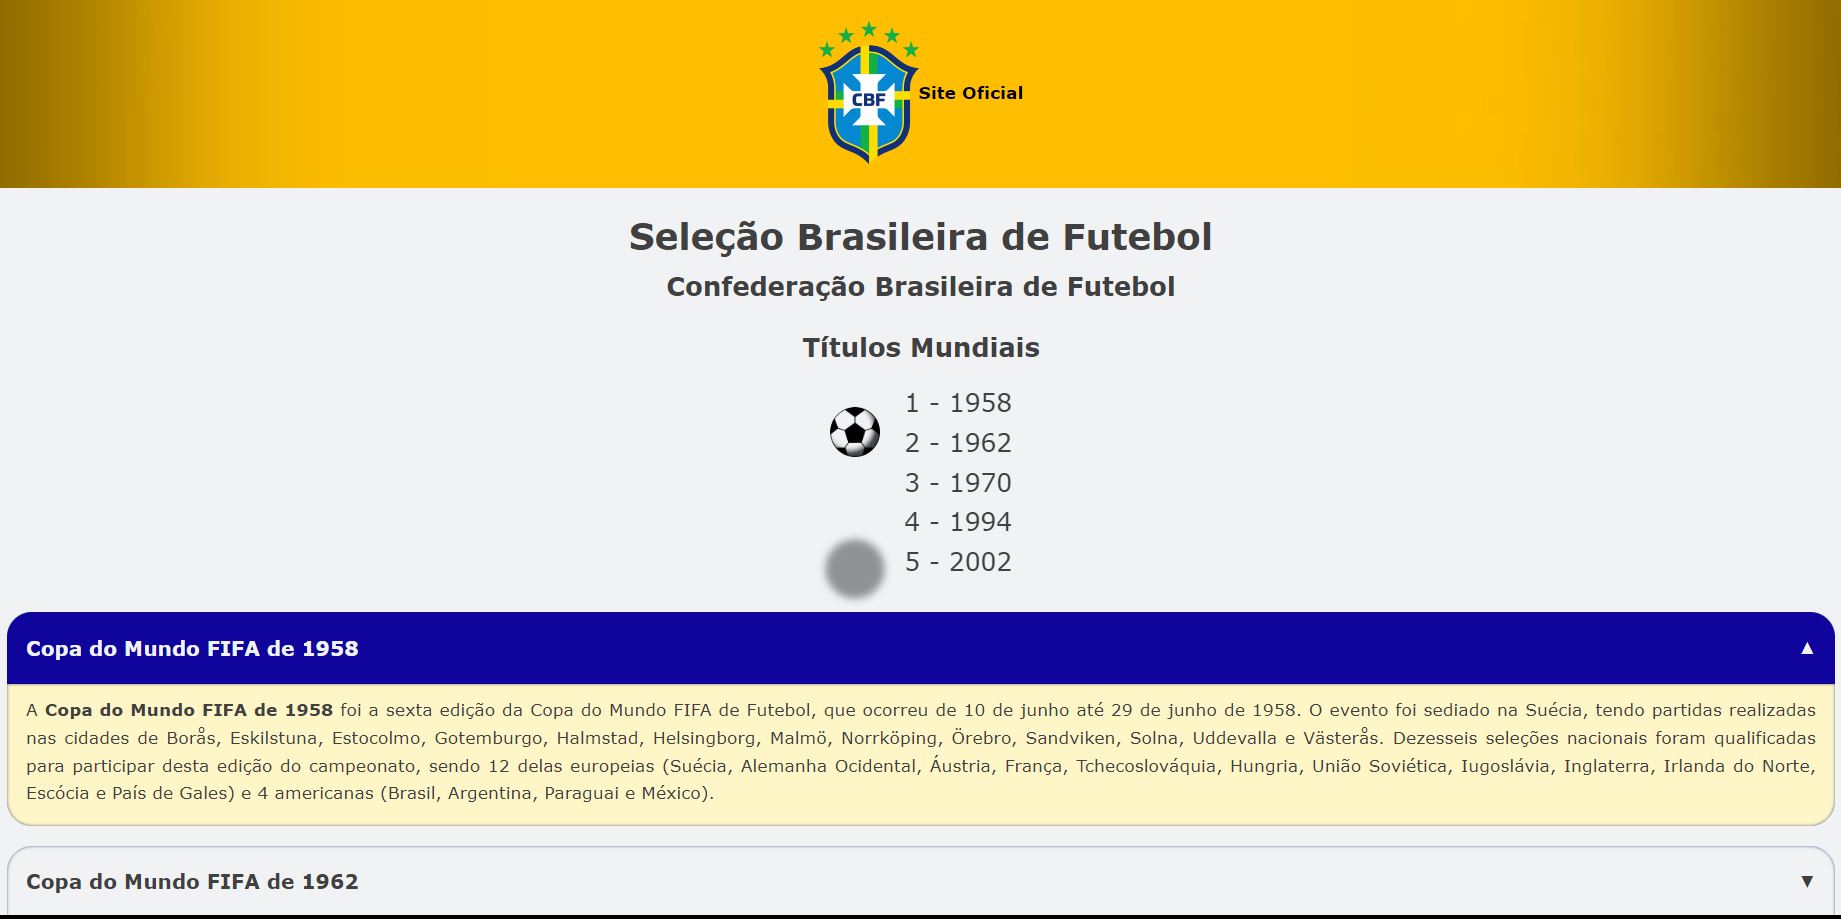 CBF
Site Oficial
Seleção Brasileira de Futebol
Confederação Brasileira de Futebol
Títulos Mundiais
1 - 1958
2 - 1962
3 - 1970
4 - 1994
5 - 2002
Copa do Mundo FIFA de 1958 ▲
A Copa do Mundo FIFA de 1958 foi a sexta edição da Copa do Mundo FIFA de Futebol, que ocorreu de 10 de junho até 29 de junho de 1958. O evento foi sediado na Suécia, tendo partidas realizadas
nas cidades de Borås, Eskilstuna, Estocolmo, Gotemburgo, Halmstad, Helsingborg, Malmö, Norrköping, Örebro, Sandviken, Solna, Uddevalla e Västerås. Dezesseis seleções nacionais foram qualificadas
para participar desta edição do campeonato, sendo 12 delas europeias (Suécia, Alemanha Ocidental, Áustria, França, Tchecoslováquia, Hungria, União Soviética, Iugoslávia, Inglaterra, Irlanda do Norte,
Escócia e País de Gales) e 4 americanas (Brasil, Argentina, Paraguai e México).
Copa do Mundo FIFA de 1962 ▼